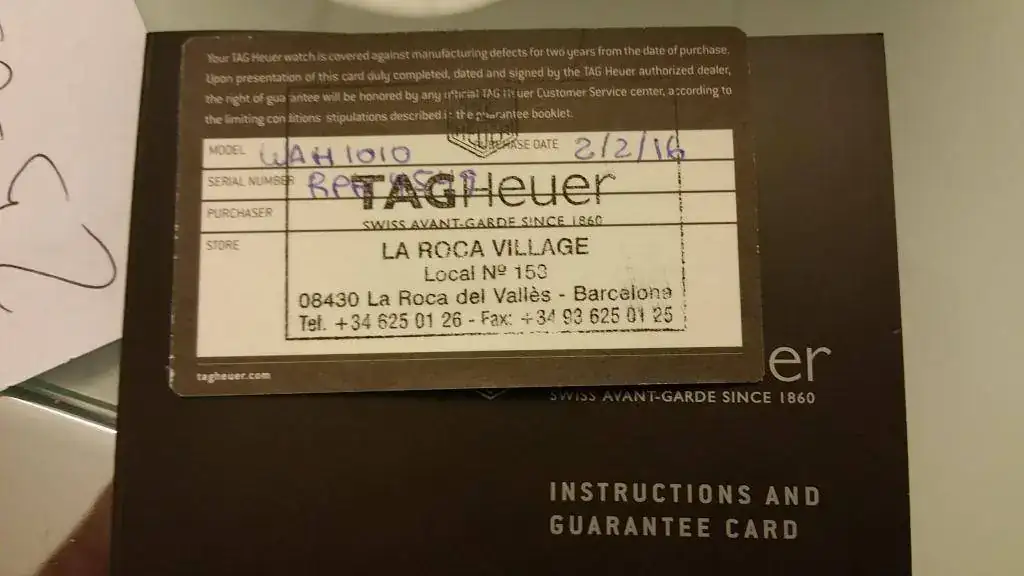 Your TAG Heuer watch is covered against manufacturing defects for two years from the date of purchase.
Upon presentation of this card duly completed, dated and signed by the TAG Heuer authorized dealer,
the right of guarantee will be honored by any official TAG Heuer Customer Service center, according to
the limiting conditions stipulations described in the guarantee booklet.
MODEL WAH1010 PURCHASE DATE 2/2/16
SERIAL NUMBER
TAGHeuer
PURCHASER
SWISS AVANT-GARDE SINCE 1860
STORE
LA ROCA VILLAGE
Local Nº 153
08430 La Roca del Vallès - Barcelona
Tel. +34 625 01 26 - Fax: +34 93 625 01 25
tagheuer.com
er
SWISS AVANT-GARDE SINCE 1860
INSTRUCTIONS AND
GUARANTEE CARD